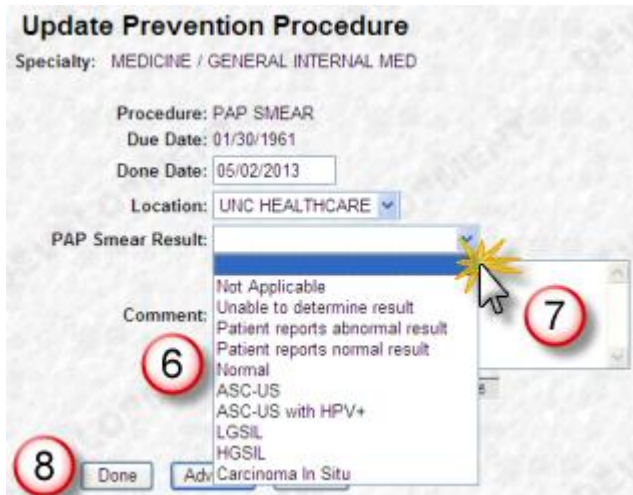 Update Prevention Procedure
Specialty: MEDICINE / GENERAL INTERNAL MED
Procedure: PAP SMEAR
Due Date: 01/30/1961
Done Date: 05/02/2013
Location: UNC HEALTHCARE
PAP Smear Result:
Not Applicable
Unable to determine result
Patient reports abnormal result
Patient reports normal result
Normal
ASC-US
ASC-US with HPV+
LGSIL
HGSIL
Carcinoma In Situ
Comment:
7
6
8
Done
Adv